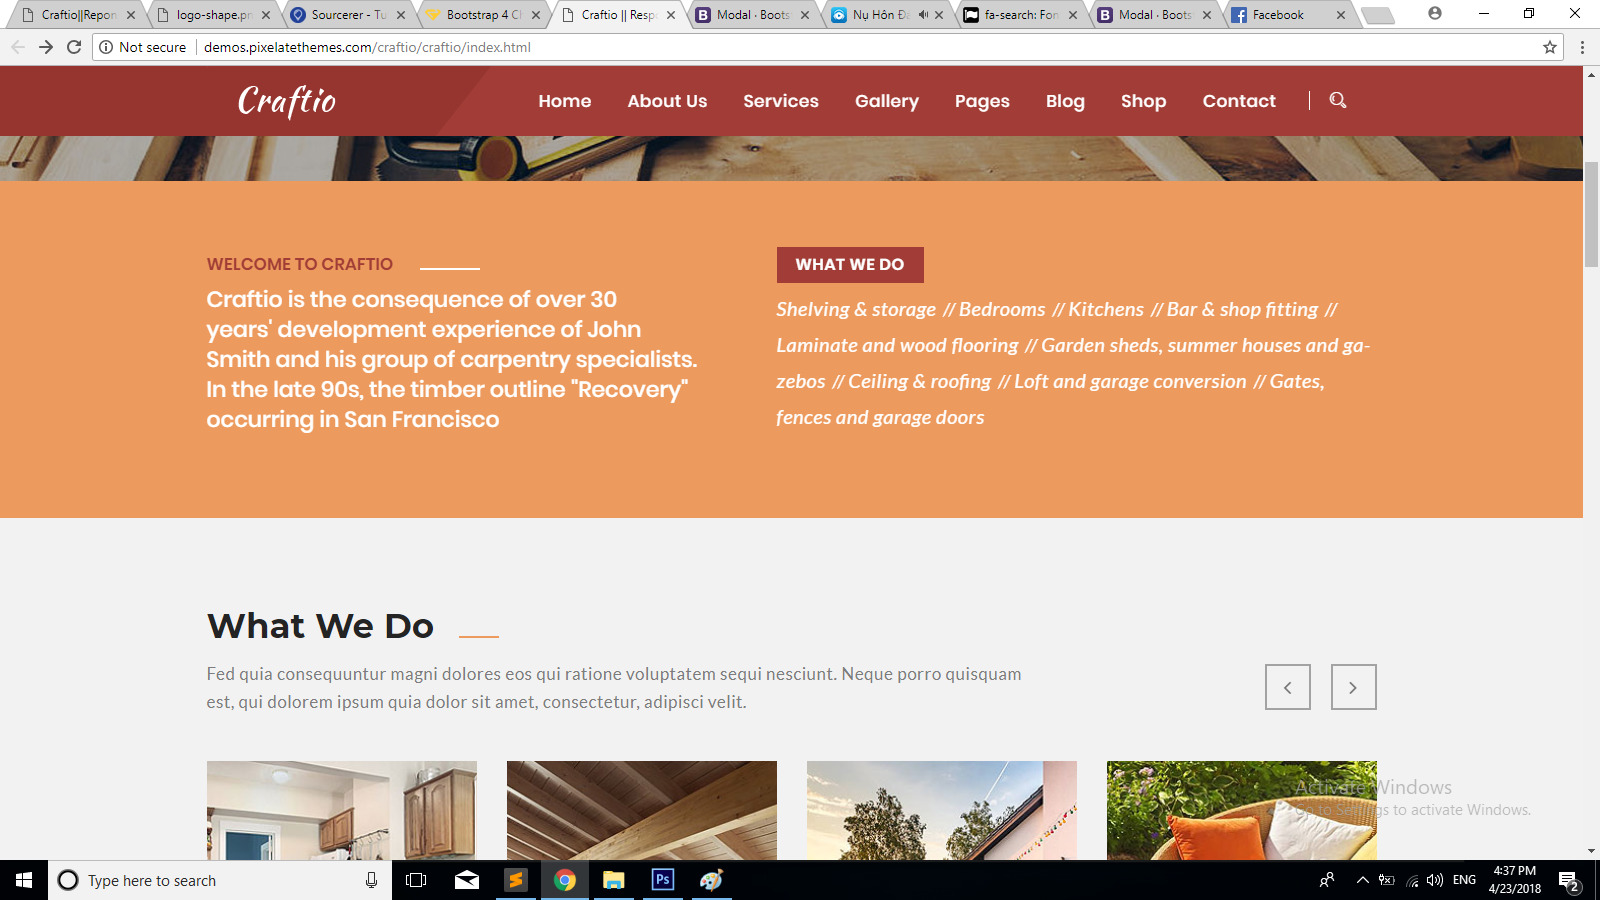 Craftio||Repon
logo-shape.pn
Sourcerer - Tu
Bootstrap 4 Cl
Craftio || Resp
Modal · Boots
Nụ Hôn Đá
fa-search: Fon
Modal · Boots
Facebook
Not secure
demos.pixelatethemes.com/craftio/craftio/index.html
Craftio
Home
About Us
Services
Gallery
Pages
Blog
Shop
Contact
WELCOME TO CRAFTIO
Craftio is the consequence of over 30
years' development experience of John
Smith and his group of carpentry specialists.
In the late 90s, the timber outline "Recovery"
occurring in San Francisco
WHAT WE DO
Shelving & storage // Bedrooms // Kitchens // Bar & shop fitting //
Laminate and wood flooring // Garden sheds, summer houses and ga-
zebos // Ceiling & roofing // Loft and garage conversion // Gates,
fences and garage doors
What We Do
Fed quia consequuntur magni dolores eos qui ratione voluptatem sequi nesciunt. Neque porro quisquam
est, qui dolorem ipsum quia dolor sit amet, consectetur, adipisci velit.
Activate Windows
Go to Settings to activate Windows.
Type here to search
Ps
ENG
4:37 PM
4/23/2018
2